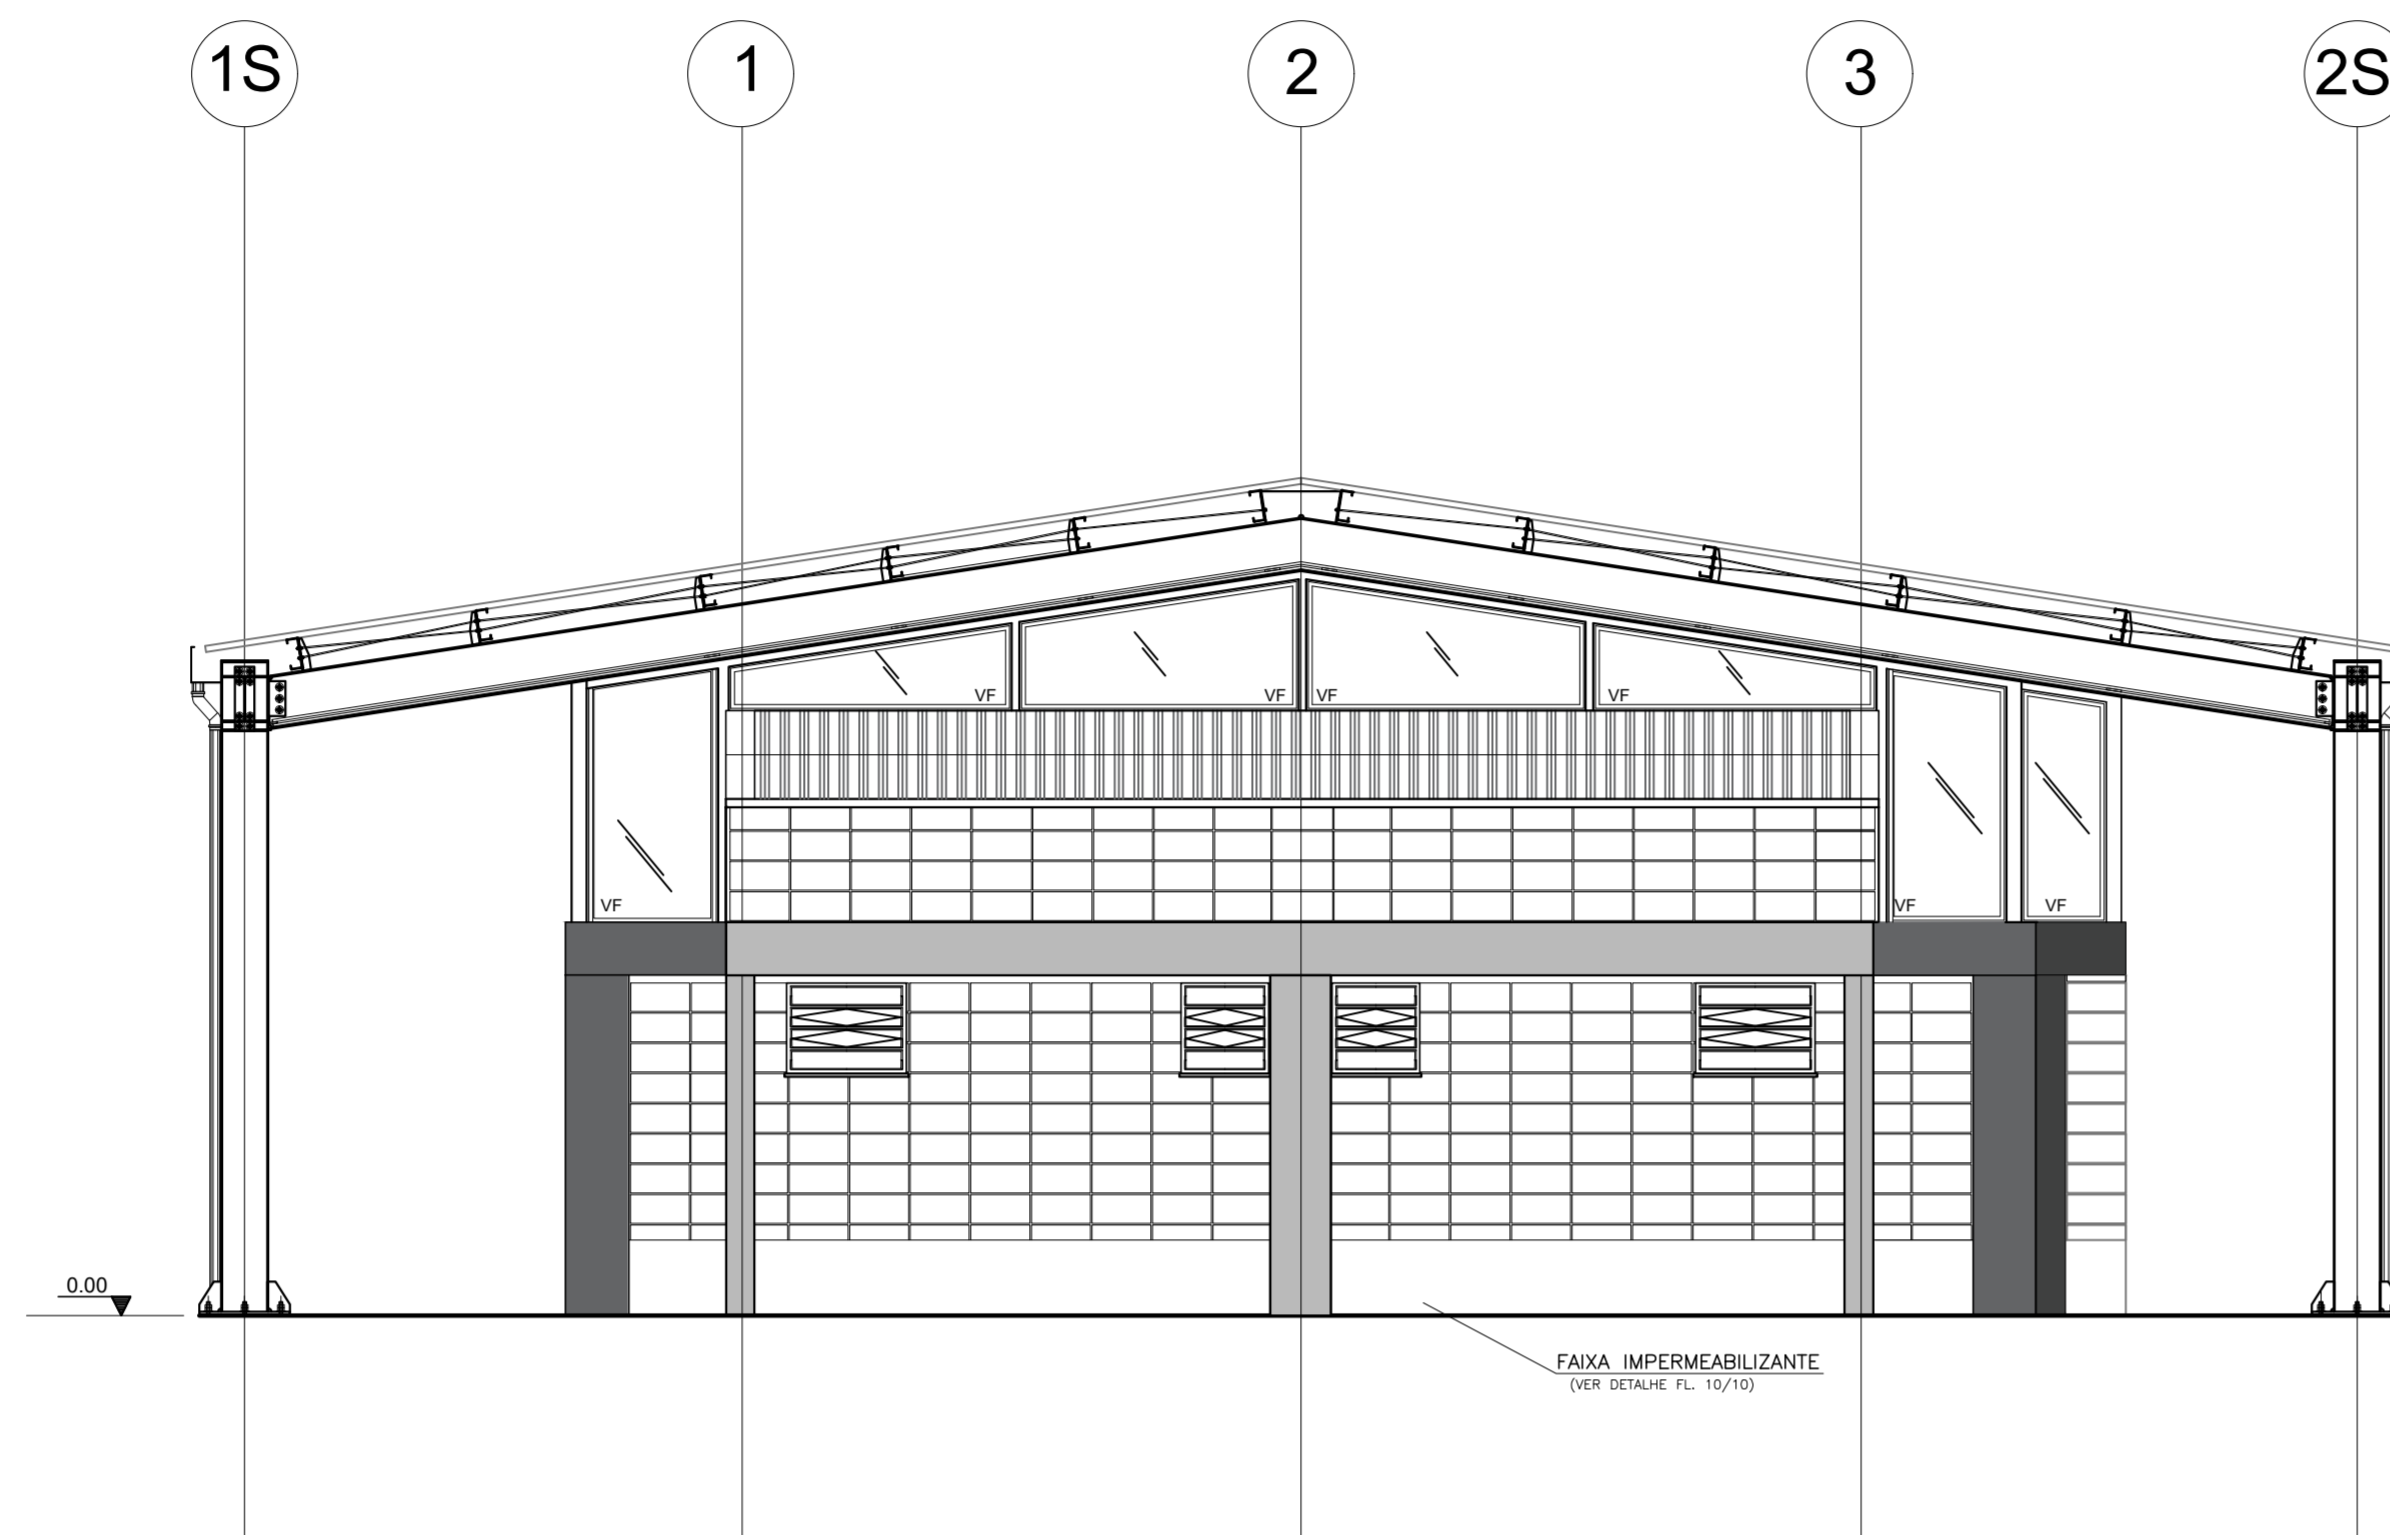 1S
1
2
3
2S
VF
VF
VF
VF
VF
VF
VF
0.00
FAIXA IMPERMEABILIZANTE
(VER DETALHE FL. 10/10)